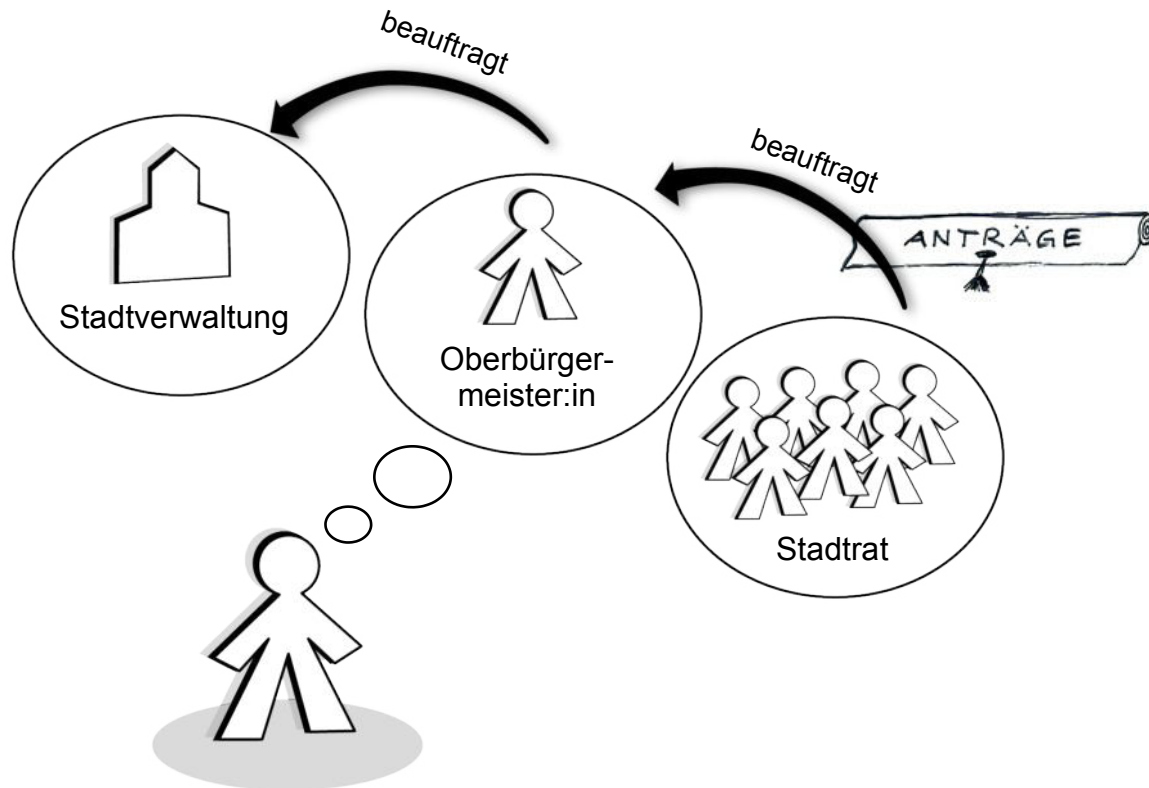 beauftragt
beauftragt
ANTRÄGE
Stadtverwaltung
Oberbürger-
meister:in
Stadtrat